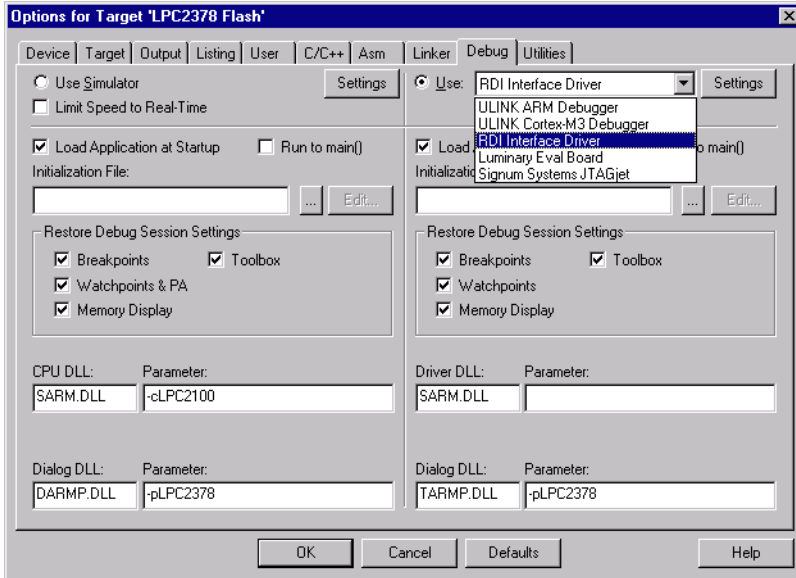 Options for Target 'LPC2378 Flash'
Device Target Output Listing User C/C++ Asm Linker Debug Utilities
Use Simulator Settings
Limit Speed to Real-Time
Use: RDI Interface Driver Settings
ULINK ARM Debugger
ULINK Cortex-M3 Debugger
RDI Interface Driver
Luminary Eval Board
Signum Systems JTAGjet
Load Application at Startup Run to main()
Initialization File:
... Edit...
Restore Debug Session Settings
Breakpoints Toolbox
Watchpoints & PA
Memory Display
CPU DLL: Parameter:
SARM.DLL -cLPC2100
Dialog DLL: Parameter:
DARMP.DLL -pLPC2378
Load o main()
Initializatio
... Edit...
Restore Debug Session Settings
Breakpoints Toolbox
Watchpoints
Memory Display
Driver DLL: Parameter:
SARM.DLL
Dialog DLL: Parameter:
TARMP.DLL -pLPC2378
OK Cancel Defaults Help